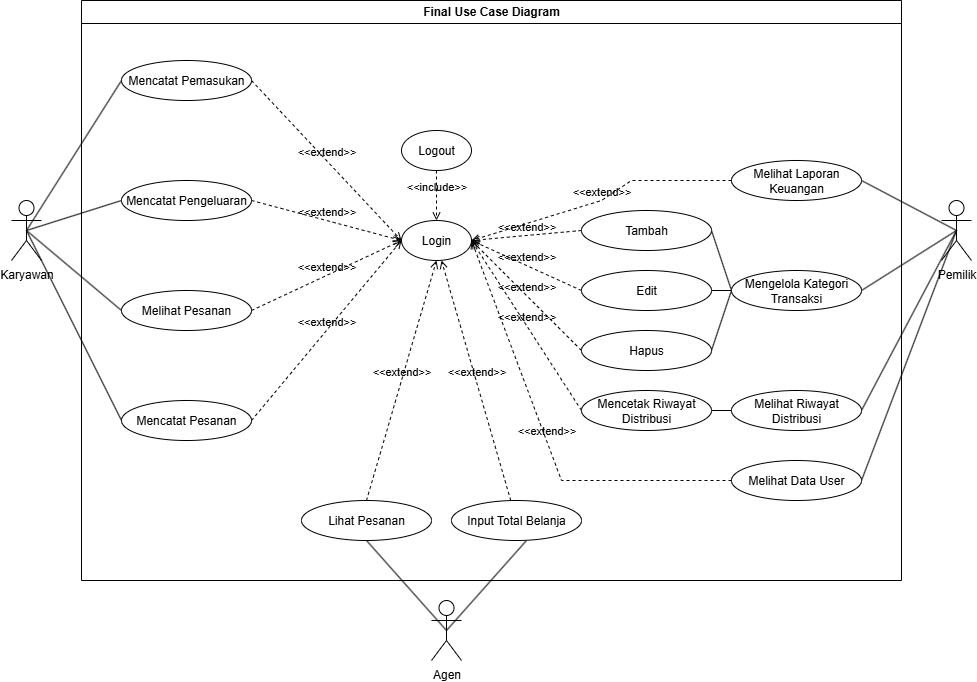 Final Use Case Diagram
Mencatat Pemasukan
<<extend>>
Logout
<<include>>
Melihat Laporan
Keuangan
<<extend>>
Mencatat Pengeluaran
<<extend>>
Login
<<extend>>
Tambah
Karyawan
Pemilik
<<extend>>
<<extend>>
Edit
Mengelola Kategori
Transaksi
<<extend>>
Melihat Pesanan
<<extend>>
<<extend>>
Hapus
<<extend>>
<<extend>>
Mencatat Pesanan
Mencetak Riwayat
Distribusi
Melihat Riwayat
Distribusi
<<extend>>
Melihat Data User
Lihat Pesanan
Input Total Belanja
Agen